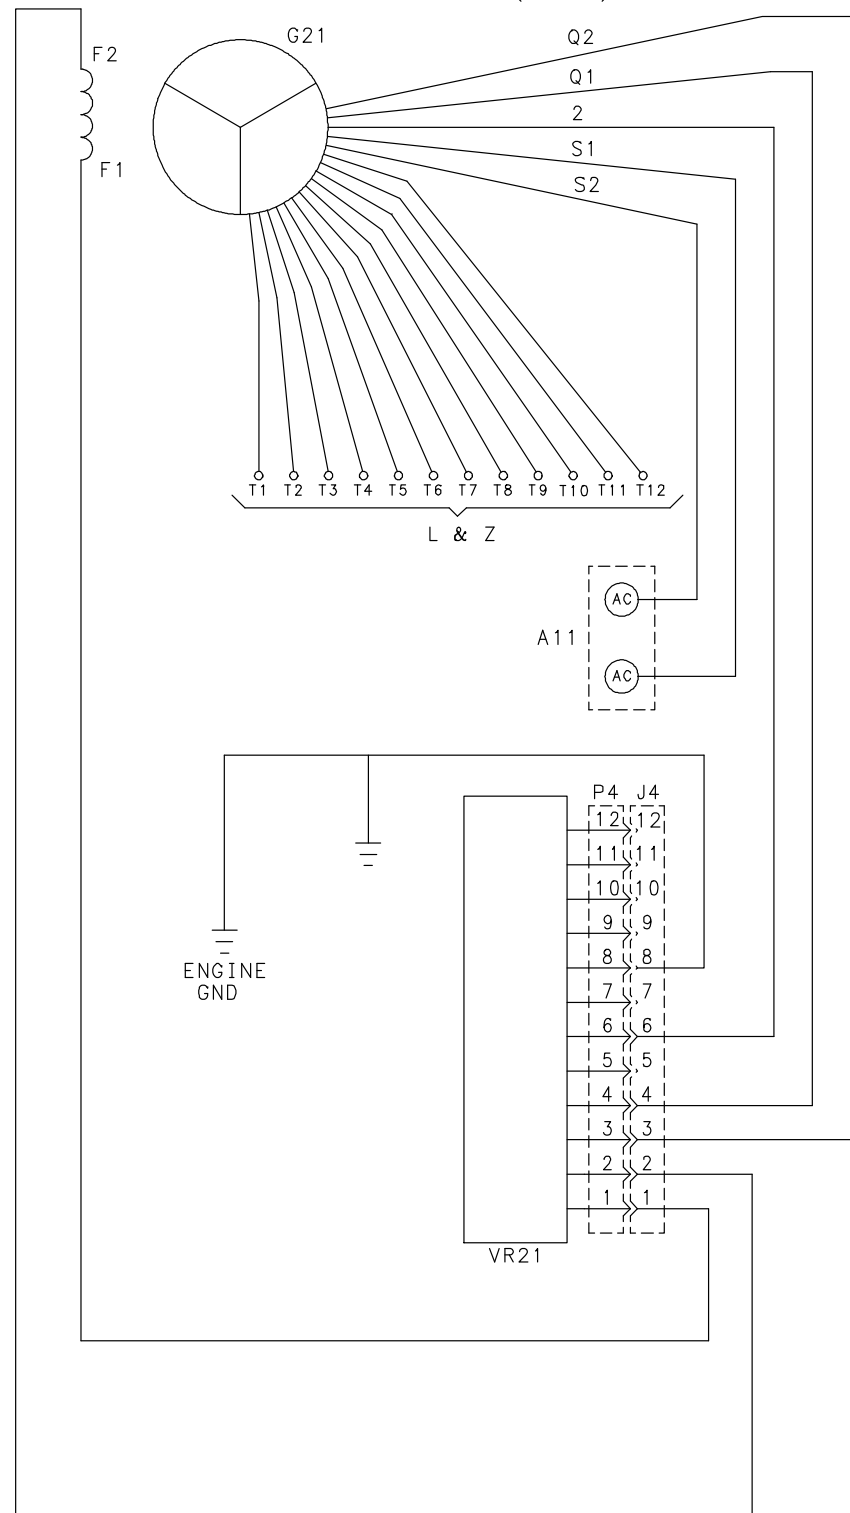 Q2
G21
F2
Q1
2
S1
F1
S2
T1 T2 T3 T4 T5 T6 T7 T8 T9 T10 T11 T12
L & Z
AC
A11
AC
P4 J4
12 12
11 11
10 10
9 9
8 8
ENGINE
GND
7 7
6 6
5 5
4 4
3 3
2 2
1 1
VR21